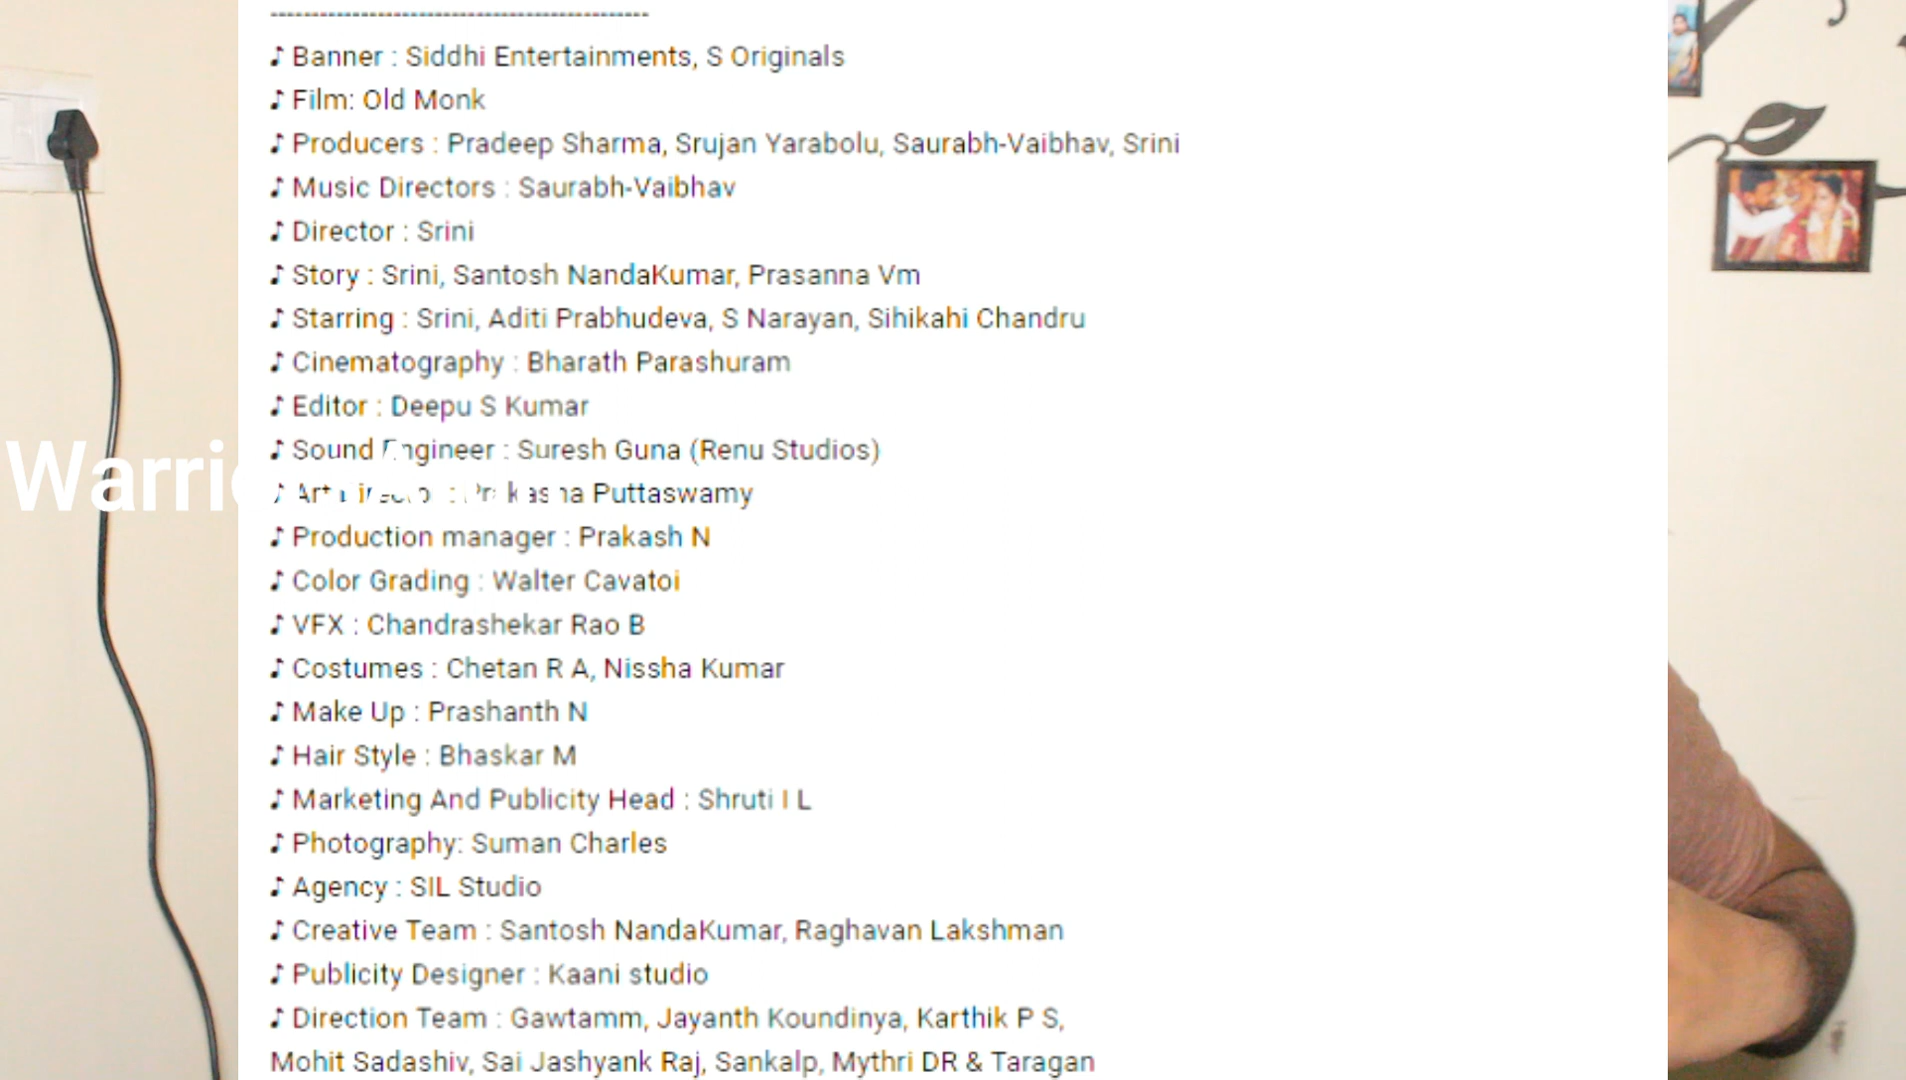 ----------------------------------------------
♪ Banner : Siddhi Entertainments, S Originals
♪ Film: Old Monk
♪ Producers : Pradeep Sharma, Srujan Yarabolu, Saurabh-Vaibhav, Srini
♪ Music Directors : Saurabh-Vaibhav
♪ Director : Srini
♪ Story : Srini, Santosh NandaKumar, Prasanna Vm
♪ Starring : Srini, Aditi Prabhudeva, S Narayan, Sihikahi Chandru
♪ Cinematography : Bharath Parashuram
♪ Editor : Deepu S Kumar
♪ Sound Engineer : Suresh Guna (Renu Studios)
♪ Art Director : Prakasha Puttaswamy
♪ Production manager : Prakash N
♪ Color Grading : Walter Cavatoi
♪ VFX : Chandrashekar Rao B
♪ Costumes : Chetan R A, Nissha Kumar
♪ Make Up : Prashanth N
♪ Hair Style : Bhaskar M
♪ Marketing And Publicity Head : Shruti I L
♪ Photography: Suman Charles
♪ Agency : SIL Studio
♪ Creative Team : Santosh NandaKumar, Raghavan Lakshman
♪ Publicity Designer : Kaani studio
♪ Direction Team : Gawtamm, Jayanth Koundinya, Karthik P S,
Mohit Sadashiv, Sai Jashyank Raj, Sankalp, Mythri DR & Taragan